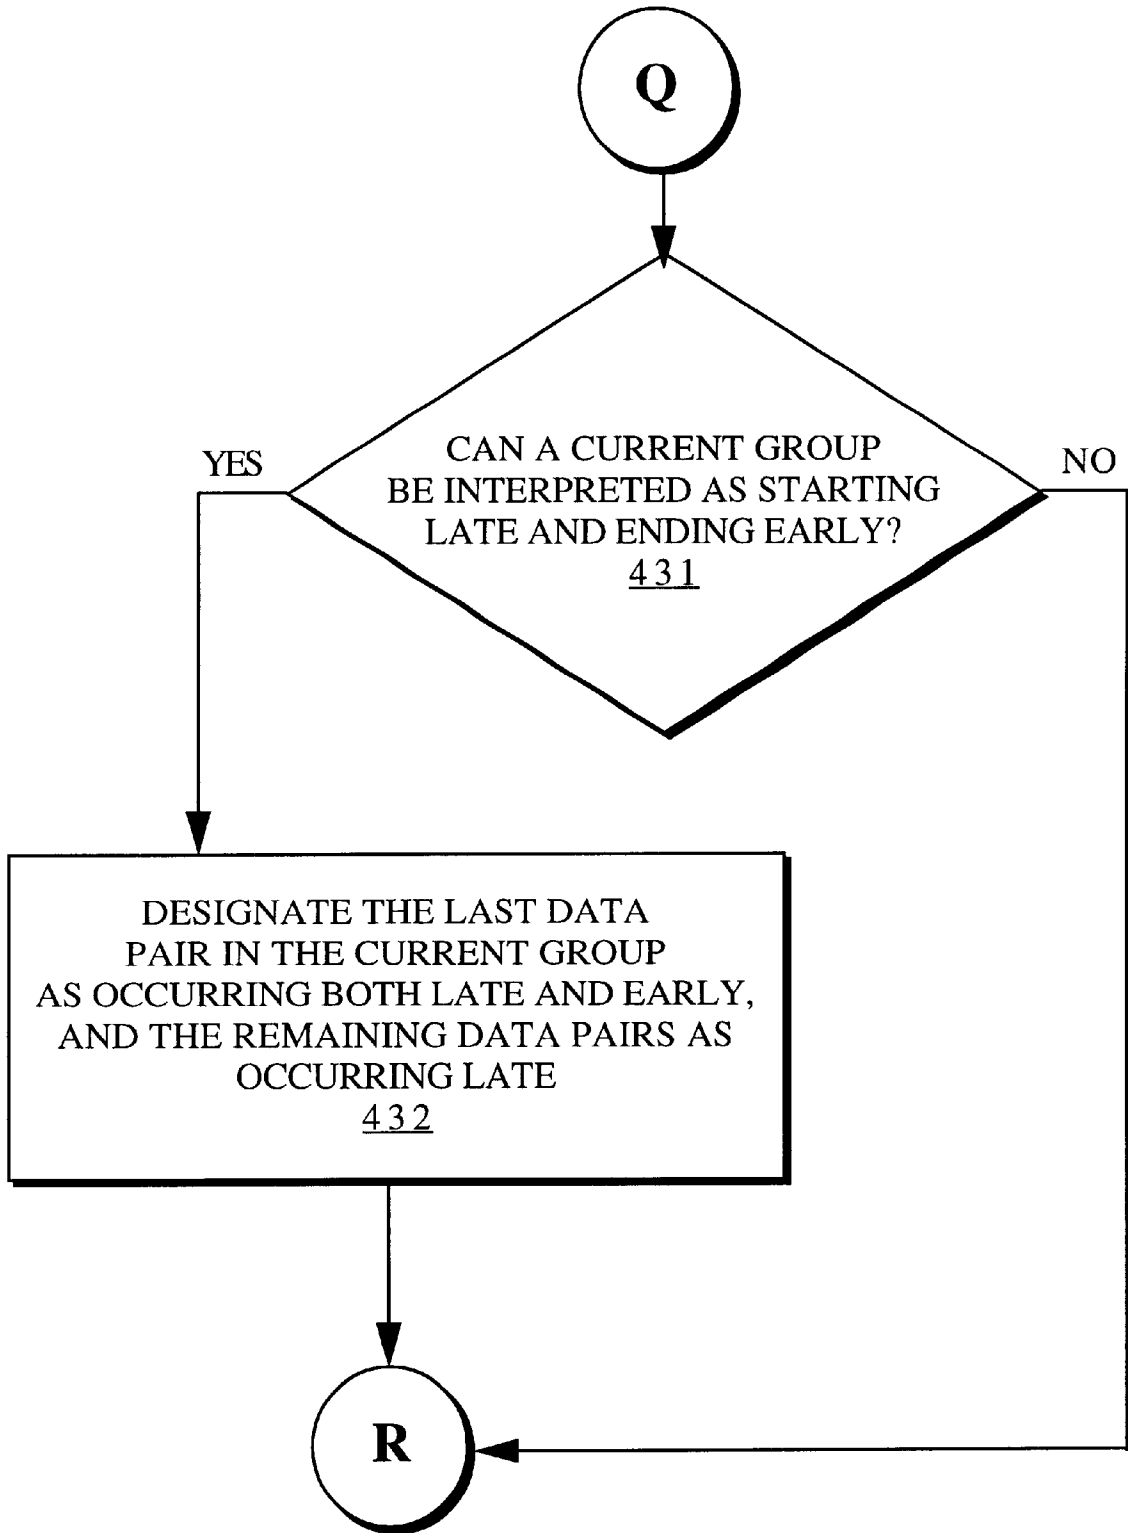 Q
CAN A CURRENT GROUP
BE INTERPRETED AS STARTING
LATE AND ENDING EARLY?
431
YES
NO
DESIGNATE THE LAST DATA
PAIR IN THE CURRENT GROUP
AS OCCURRING BOTH LATE AND EARLY,
AND THE REMAINING DATA PAIRS AS
OCCURRING LATE
432
R